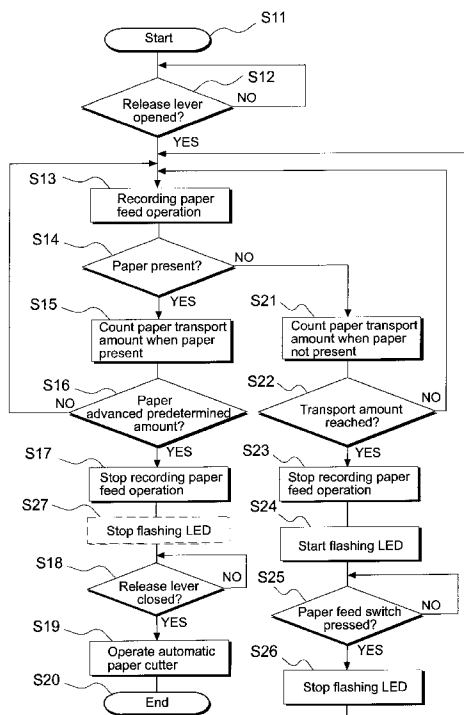 S11
Start
S12
Release lever
opened?
NO
YES
S13
Recording paper
feed operation
S14
Paper present?
NO
YES
S15
Count paper transport
amount when paper
present
S21
Count paper transport
amount when paper
not present
S16
Paper
advanced predetermined
amount?
NO
YES
S22
Transport amount
reached?
NO
YES
S17
Stop recording paper
feed operation
S23
Stop recording paper
feed operation
S27
Stop flashing LED
S24
Start flashing LED
S18
Release lever
closed?
NO
YES
S25
Paper feed switch
pressed?
NO
YES
S19
Operate automatic
paper cutter
S26
Stop flashing LED
S20
End